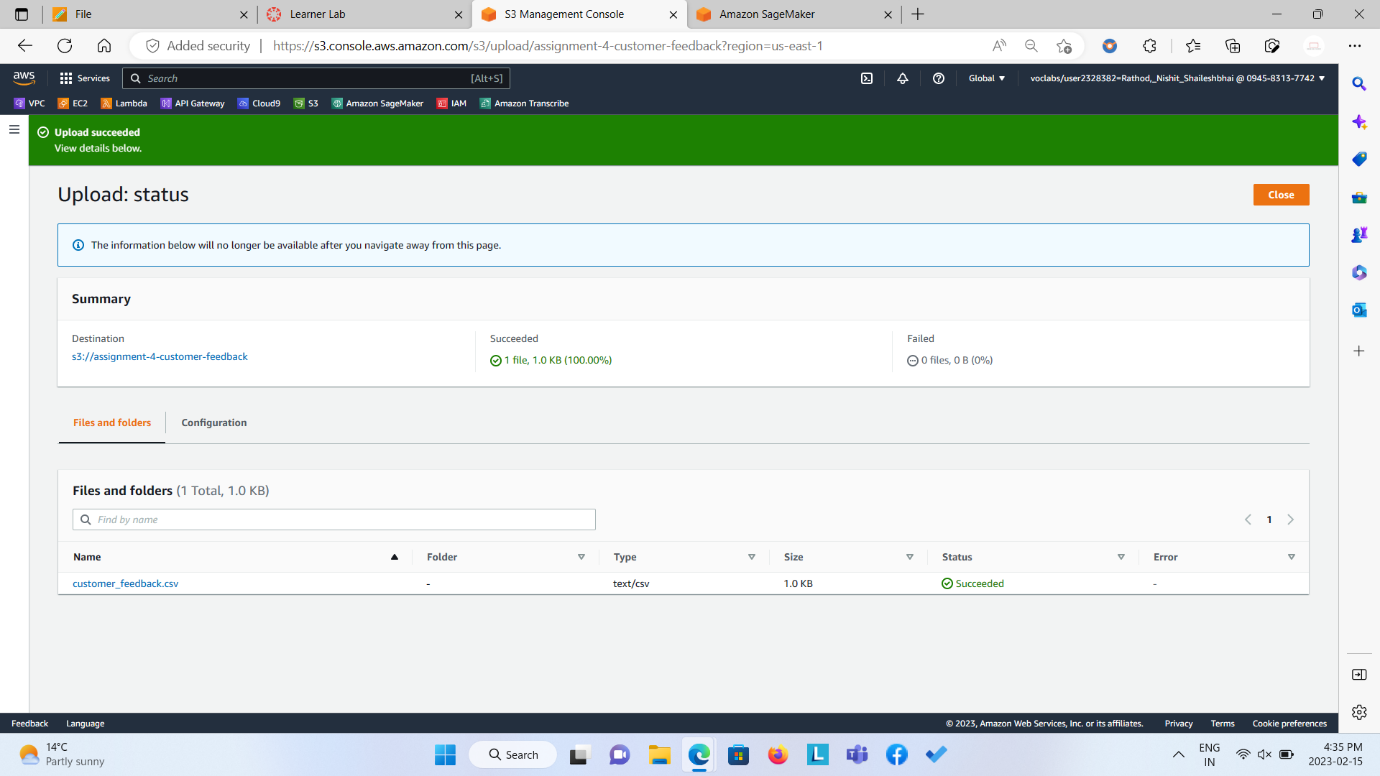 File
Learner Lab
S3 Management Console
Amazon SageMaker
Added security
https://s3.console.aws.amazon.com/s3/upload/assignment-4-customer-feedback?region=us-east-1
aws
Services
Search
[Alt+S]
Global
voclabs/user2328382=Rathod,_Nishit_Shaileshbhai @ 0945-8313-7742
VPC
EC2
Lambda
API Gateway
Cloud9
S3
Amazon SageMaker
IAM
Amazon Transcribe
Upload succeeded
View details below.
Upload: status
Close
The information below will no longer be available after you navigate away from this page.
Summary
Destination
s3://assignment-4-customer-feedback
Succeeded
1 file, 1.0 KB (100.00%)
Failed
0 files, 0 B (0%)
Files and folders
Configuration
Files and folders (1 Total, 1.0 KB)
Find by name
1
Name
Folder
Type
Size
Status
Error
customer_feedback.csv
-
text/csv
1.0 KB
Succeeded
-
Feedback
Language
© 2023, Amazon Web Services, Inc. or its affiliates.
Privacy
Terms
Cookie preferences
14°C
Partly sunny
Search
ENG
IN
4:35 PM
2023-02-15